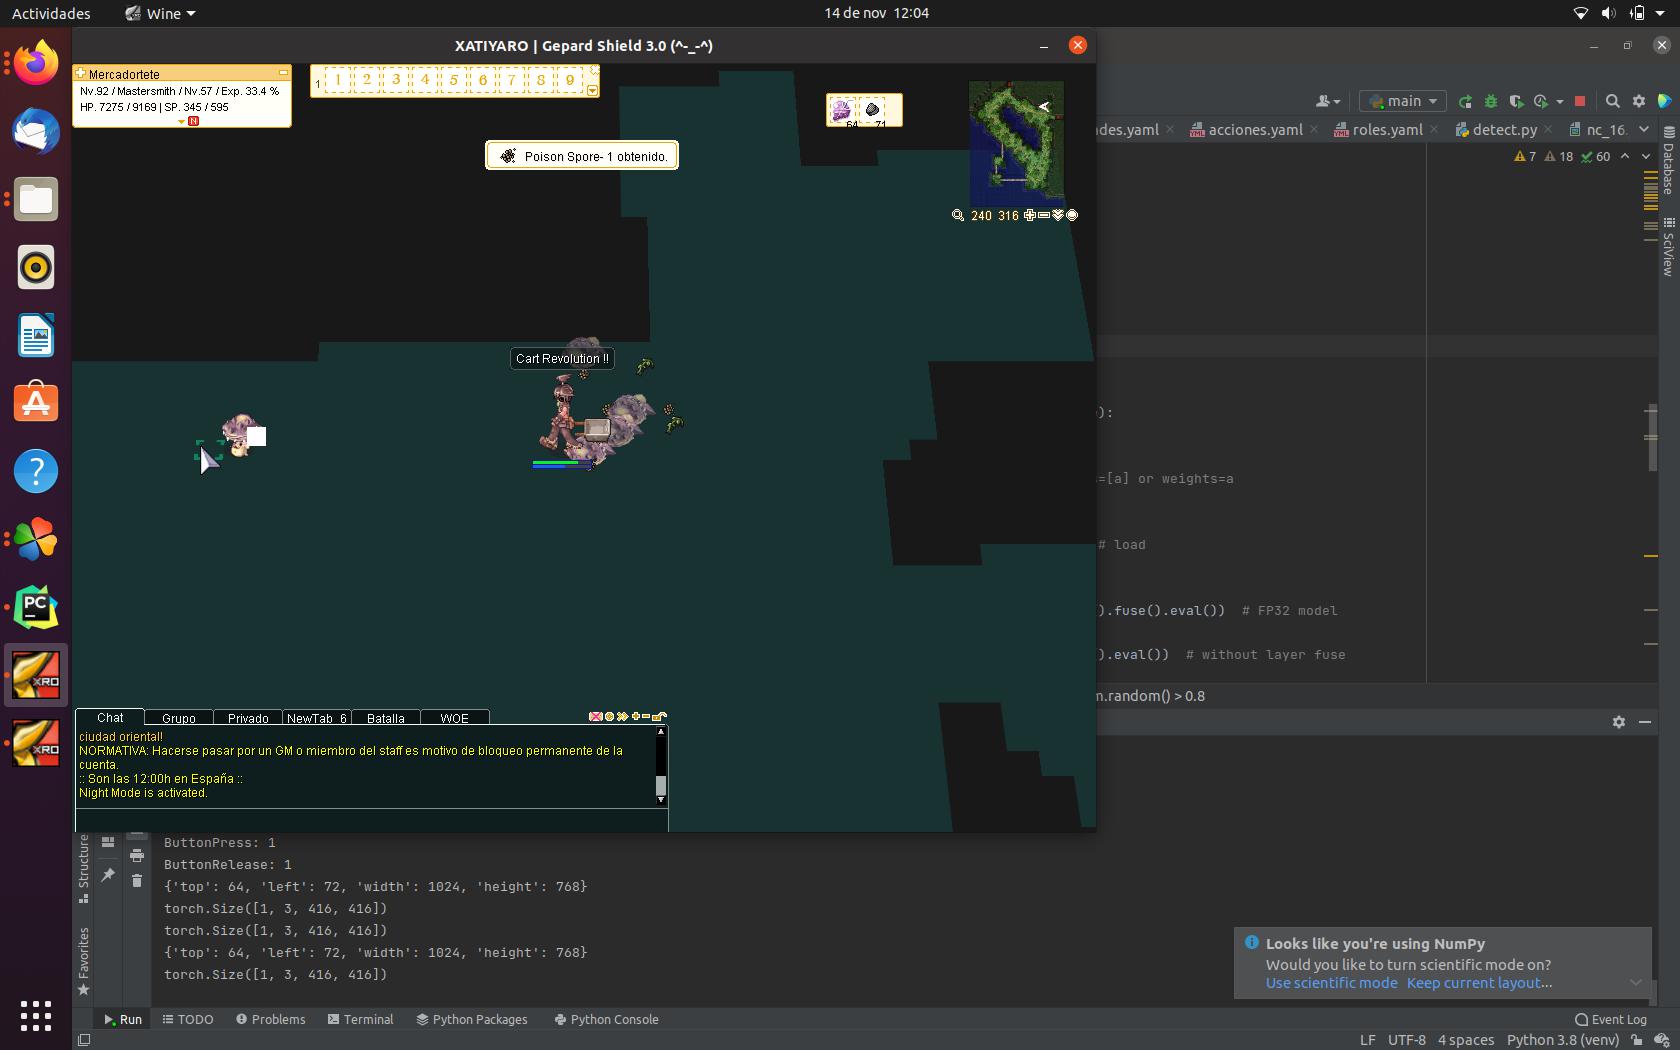 Actividades
Wine
14 de nov 12:04
XATIYARO | Gepard Shield 3.0 (^-_-^)
Mercadortete
Nv.92 / Mastersmith / Nv.57 / Exp. 33.4 %
HP. 7275 / 9169 | SP. 345 / 595
N
1
1 2 3 4 5 6 7 8 9
64 71
Poison Spore- 1 obtenido.
240 316
Cart Revolution !!
Chat
Grupo
Privado
NewTab_6
Batalla
WOE
ciudad oriental!
NORMATIVA: Hacerse pasar por un GM o miembro del staff es motivo de bloqueo permanente de la
cuenta.
:: Son las 12:00h en España ::
Night Mode is activated.
PC
XRO
XRO
main
des.yaml
acciones.yaml
roles.yaml
detect.py
nc_16
7 18 60
Database
SciView
):
=[a] or weights=a
# load
).fuse().eval()) # FP32 model
).eval()) # without layer fuse
m.random() > 0.8
Structure
Favorites
ButtonPress: 1
ButtonRelease: 1
{'top': 64, 'left': 72, 'width': 1024, 'height': 768}
torch.Size([1, 3, 416, 416])
torch.Size([1, 3, 416, 416])
{'top': 64, 'left': 72, 'width': 1024, 'height': 768}
torch.Size([1, 3, 416, 416])
Looks like you're using NumPy
Would you like to turn scientific mode on?
Use scientific mode Keep current layout...
Run
TODO
Problems
Terminal
Python Packages
Python Console
Event Log
LF UTF-8 4 spaces Python 3.8 (venv)